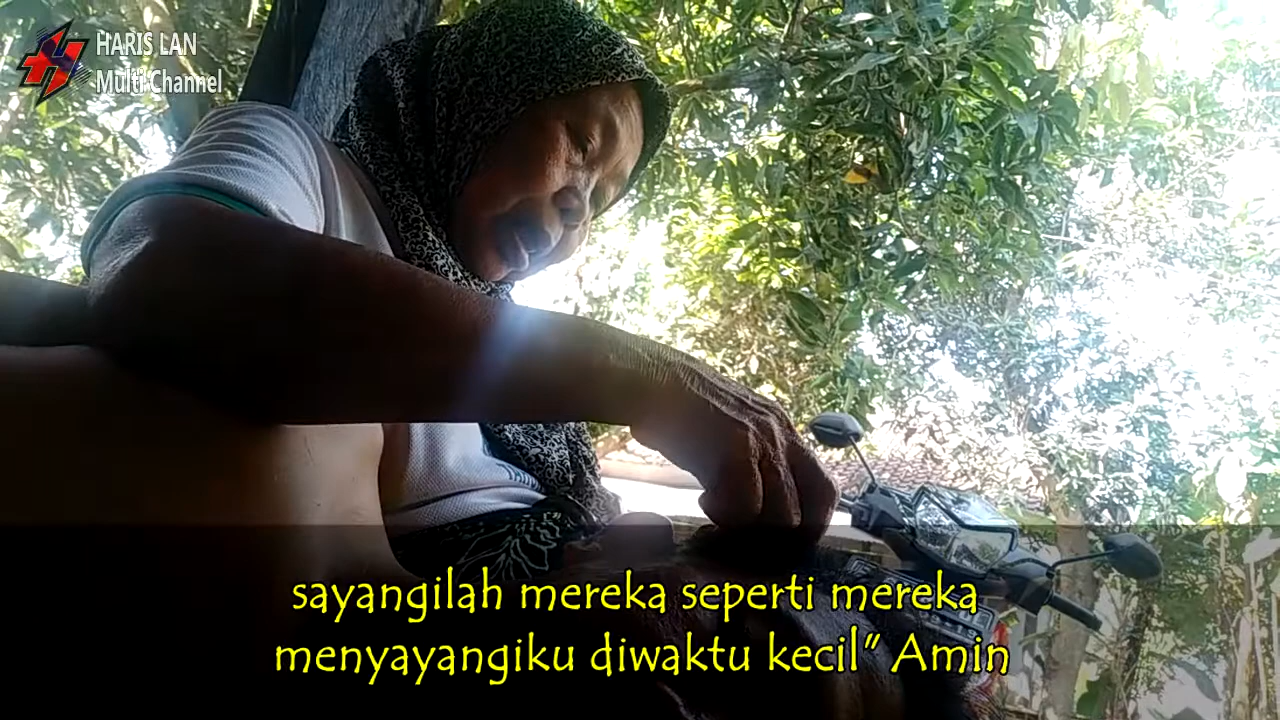 HARIS LAN
Multi Channel
sayangilah mereka seperti mereka
menyayangiku diwaktu kecil" Amin